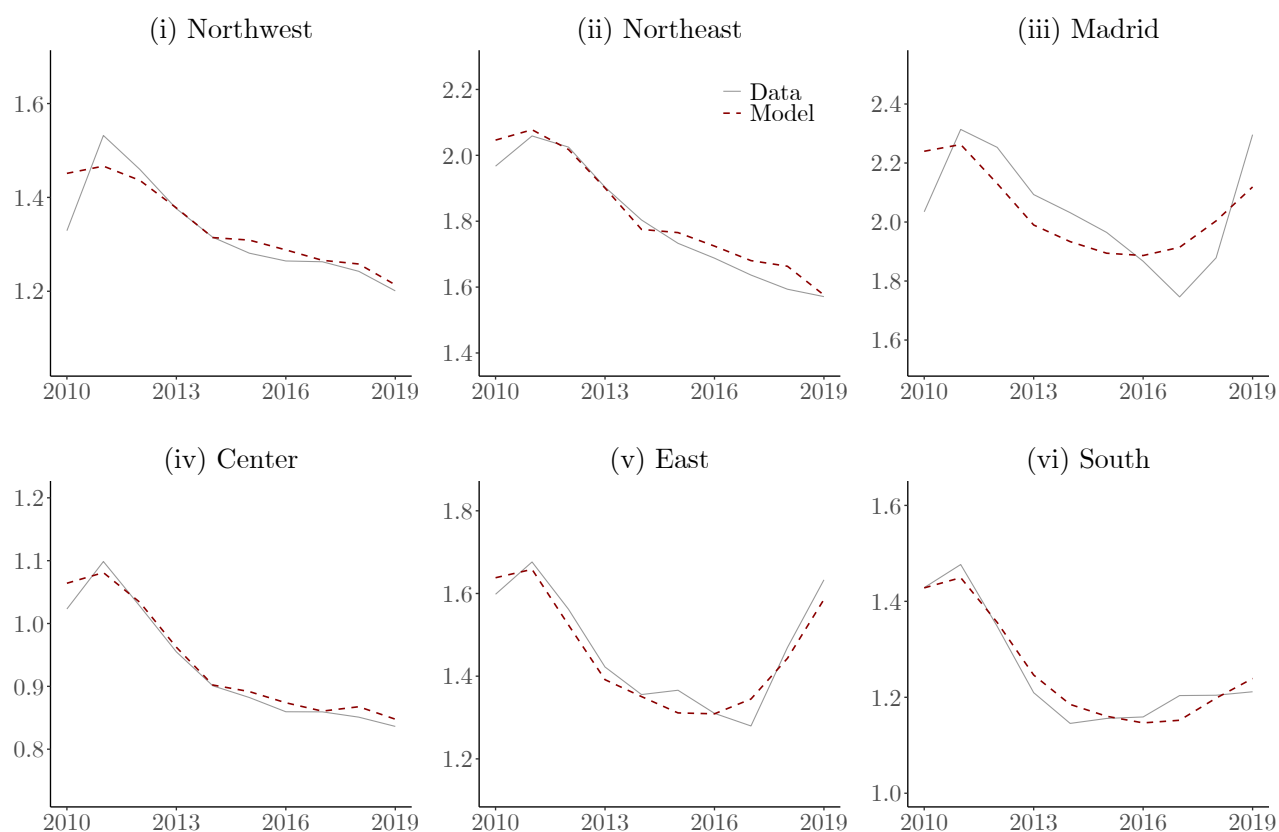 (i) Northwest
1.6
1.4
1.2
2010 2013 2016 2019
(ii) Northeast
2.2
2.0
1.8
1.6
1.4
Data
Model
2010 2013 2016 2019
(iii) Madrid
2.4
2.2
2.0
1.8
1.6
2010 2013 2016 2019
(iv) Center
1.2
1.1
1.0
0.9
0.8
2010 2013 2016 2019
(v) East
1.8
1.6
1.4
1.2
2010 2013 2016 2019
(vi) South
1.6
1.4
1.2
1.0
2010 2013 2016 2019